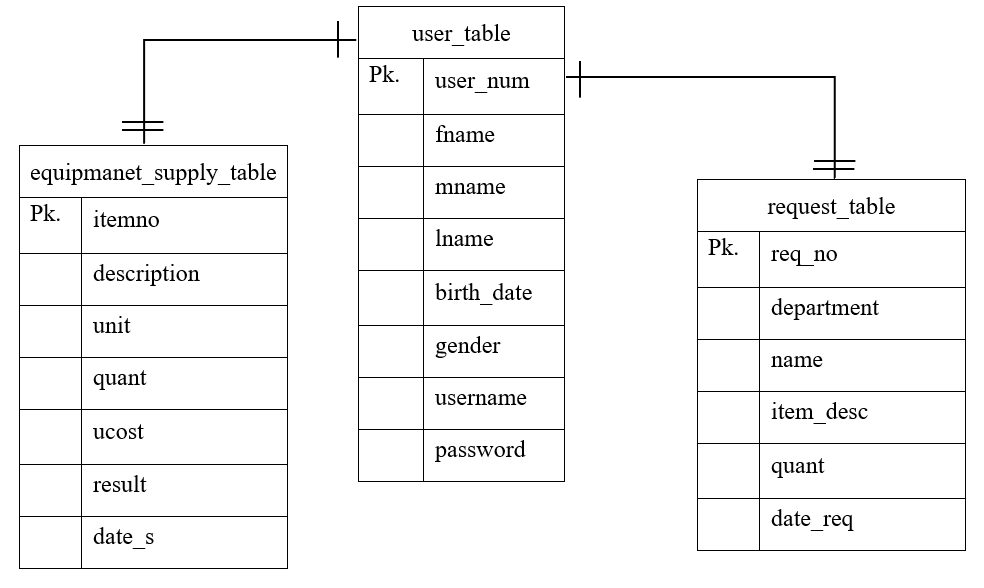 user_table
Pk. user_num
fname
mname
lname
birth_date
gender
username
password
equipmanet_supply_table
Pk. itemno
description
unit
quant
ucost
result
date_s
request_table
Pk. req_no
department
name
item_desc
quant
date_req